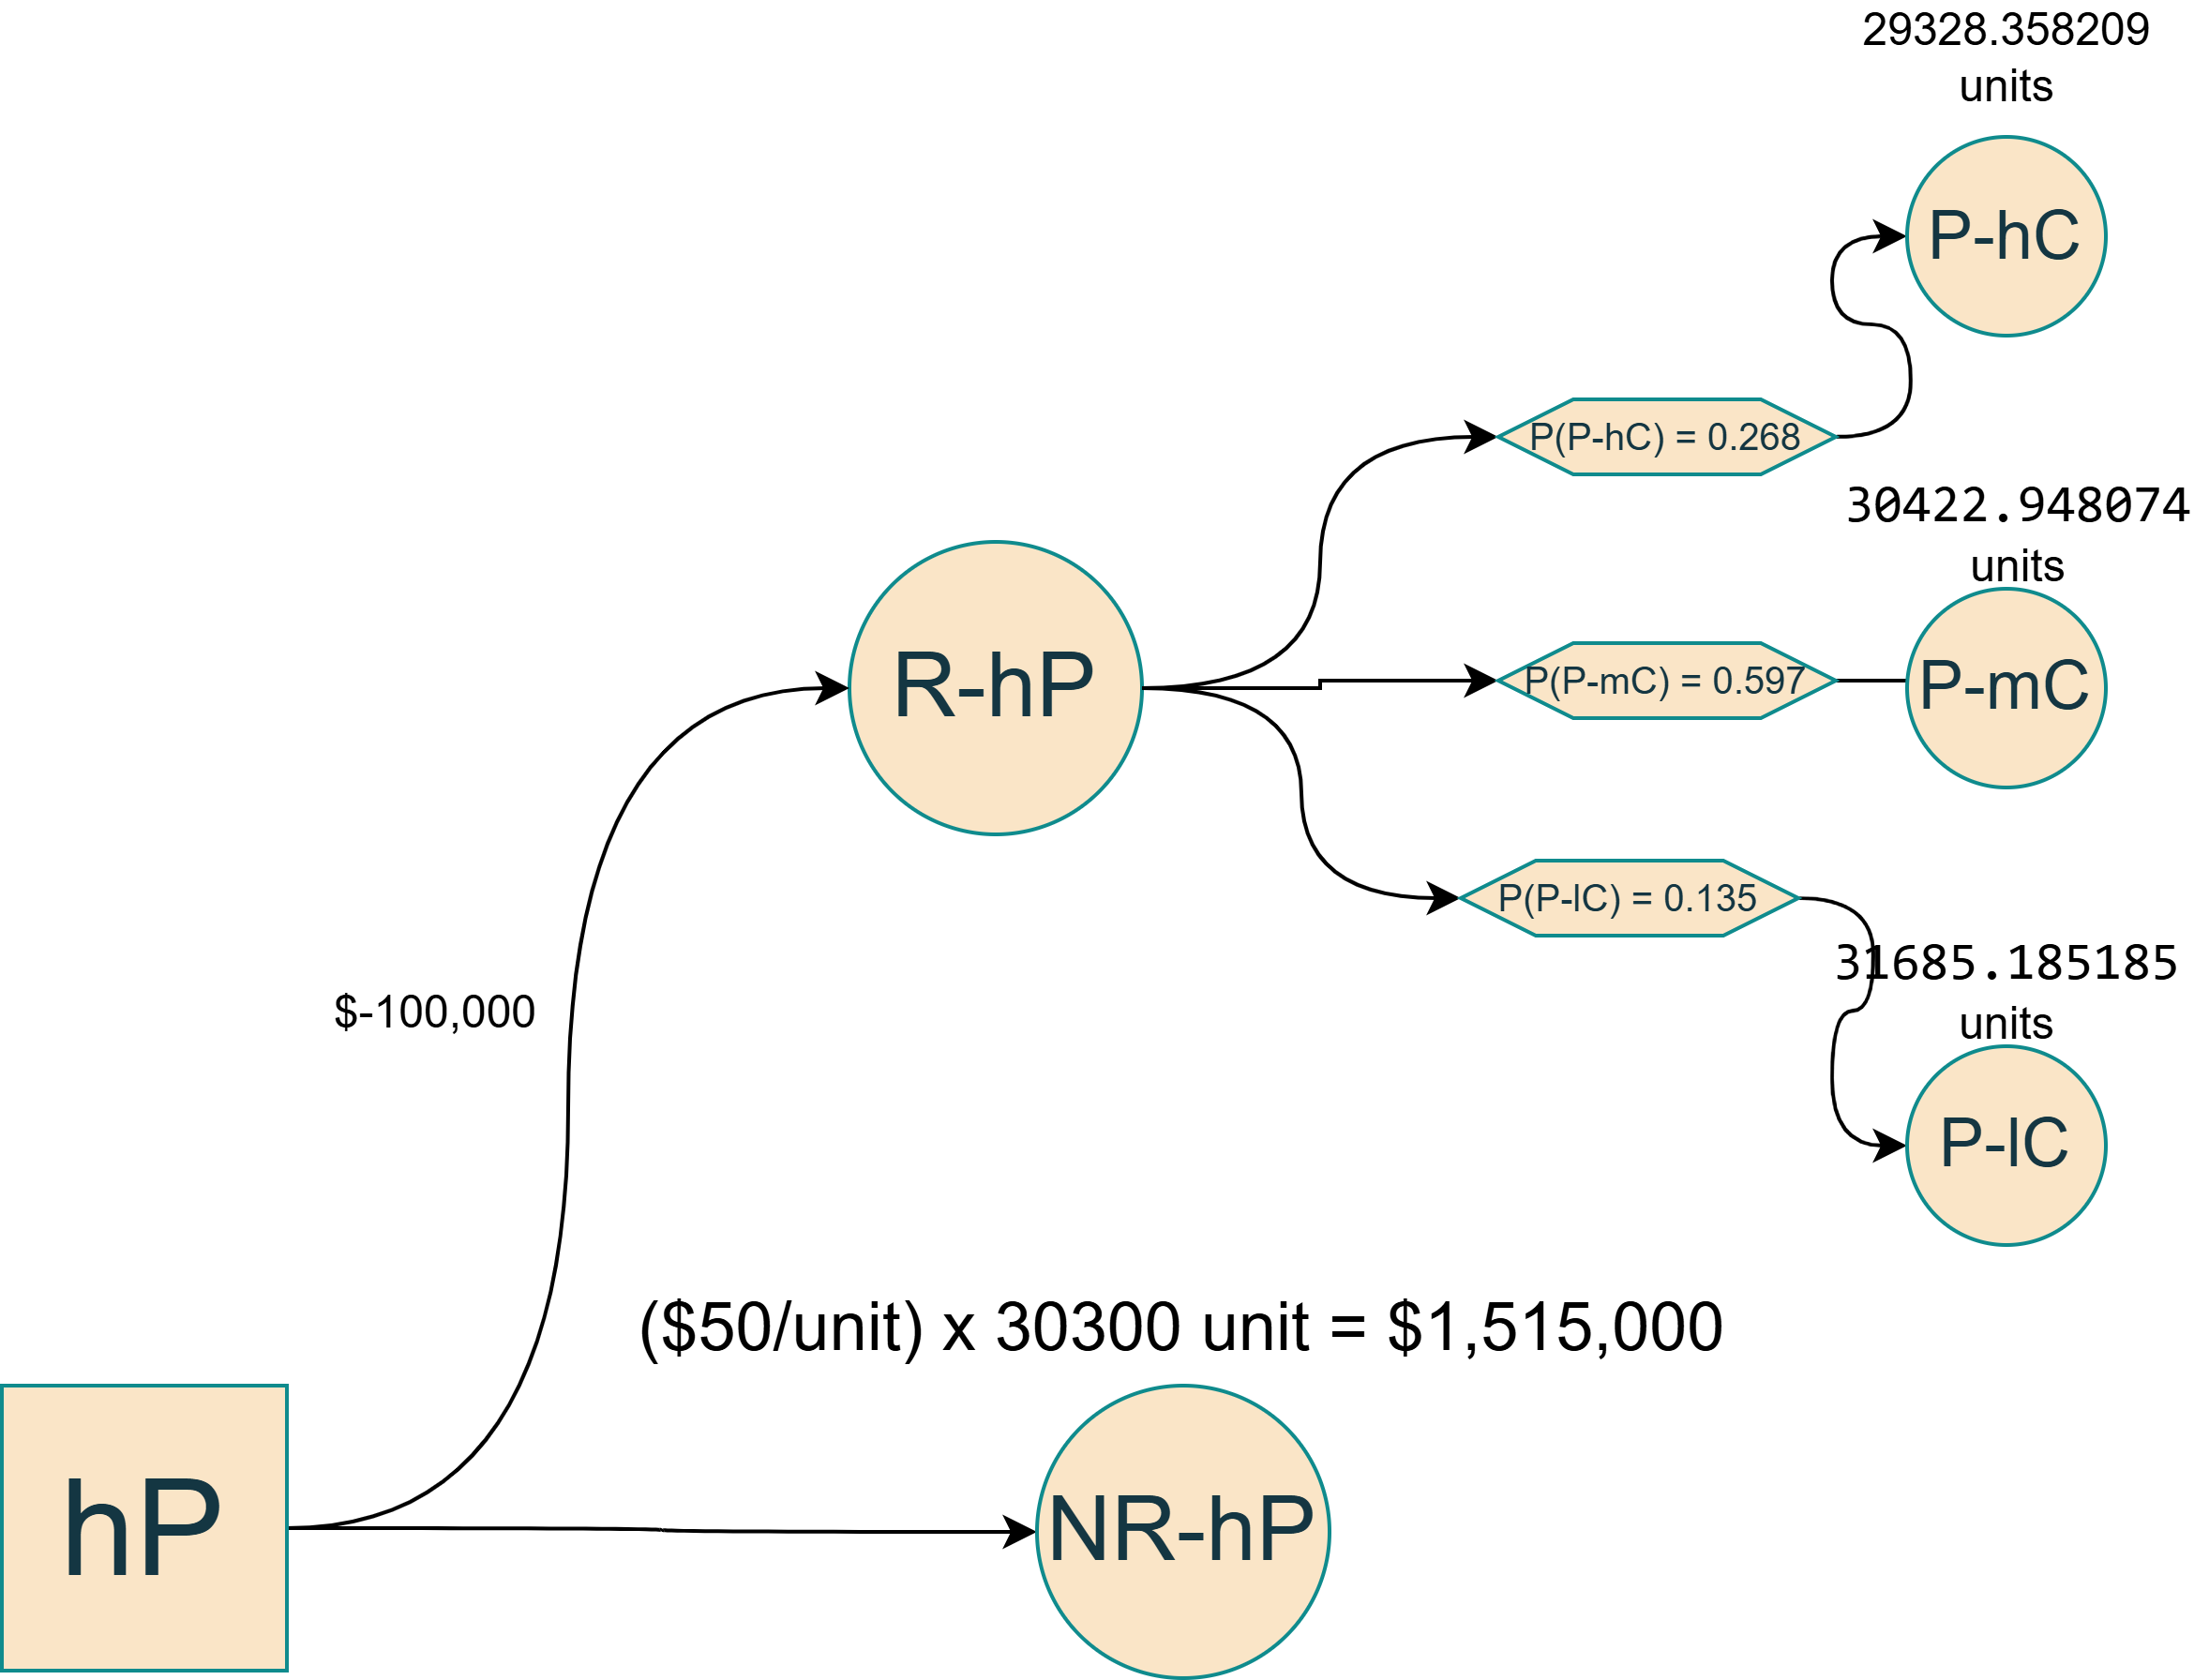 29328.358209
units
P-hC
P(P-hC) = 0.268
30422.948074
units
R-hP
P(P-mC) = 0.597
P-mC
P(P-lC) = 0.135
31685.185185
units
$-100,000
P-lC
($50/unit) x 30300 unit = $1,515,000
hP
NR-hP